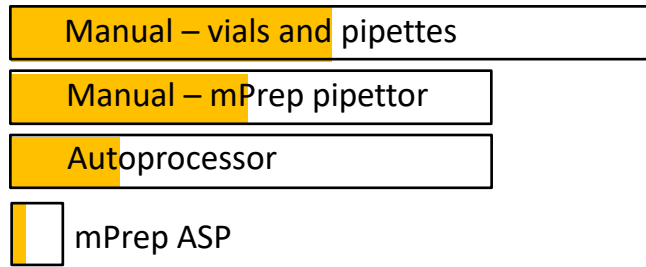 Manual – vials and pipettes
Manual – mPrep pipettor
Autoprocessor
mPrep ASP